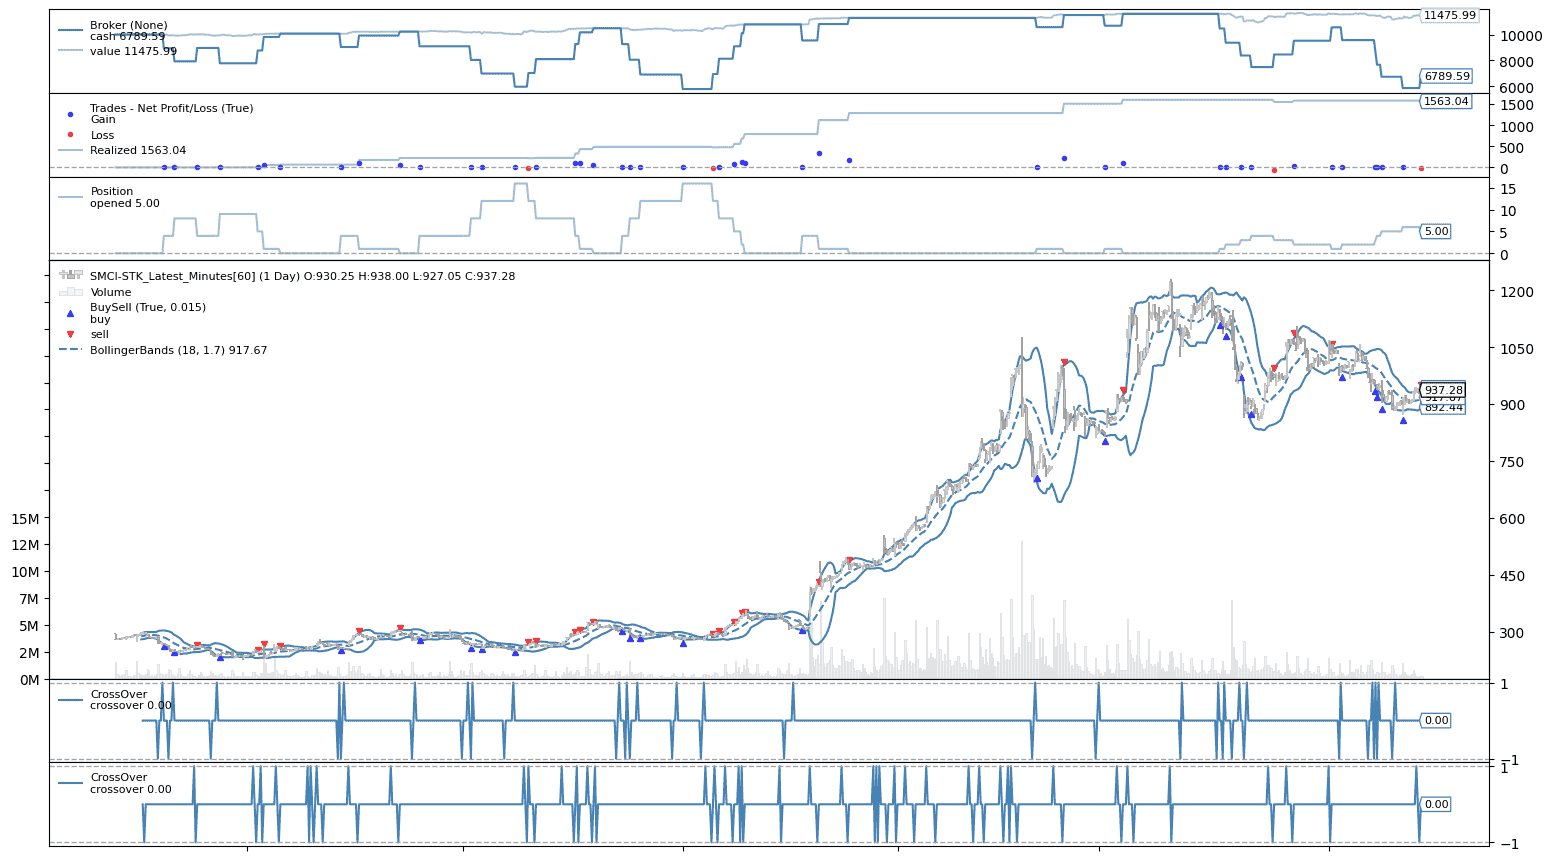 Broker (None)
cash 6789.59
value 11475.99
11475.99
10000
8000
6789.59
6000
Trades - Net Profit/Loss (True)
Gain
Loss
Realized 1563.04
1563.04
1500
1000
500
0
Position
opened 5.00
15
10
5.00
5
0
SMCI-STK_Latest_Minutes[60] (1 Day) O:930.25 H:938.00 L:927.05 C:937.28
Volume
BuySell (True, 0.015)
buy
sell
BollingerBands (18, 1.7) 917.67
1200
1050
937.28
917.67
892.44
900
750
600
450
300
15M
12M
10M
7M
5M
2M
0M
CrossOver
crossover 0.00
1
0.00
−1
CrossOver
crossover 0.00
1
0.00
−1